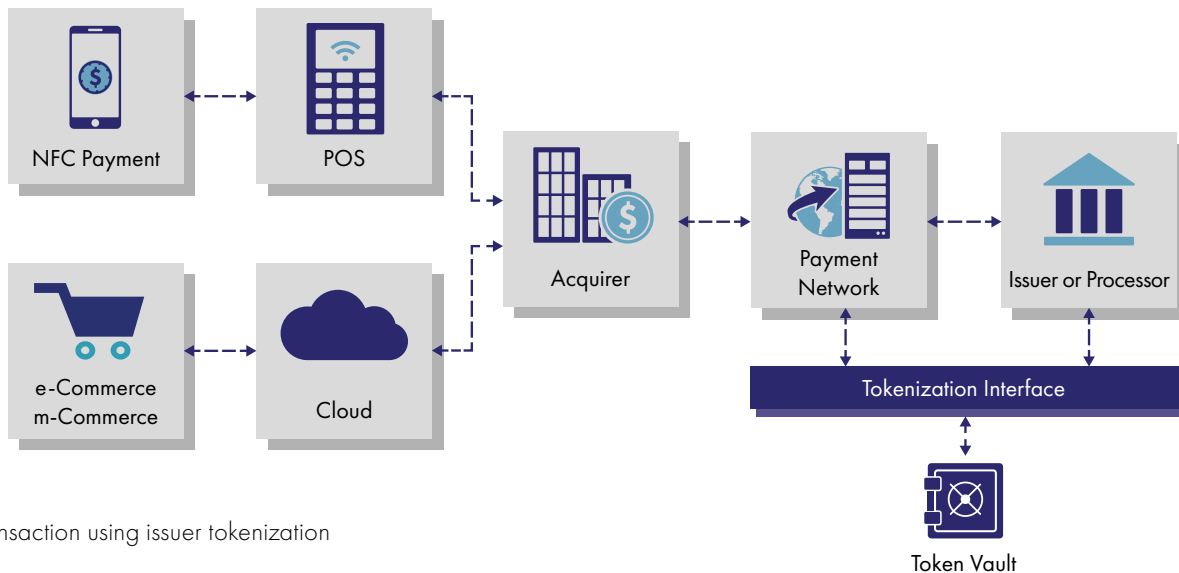 NFC Payment
POS
Acquirer
Payment
Network
Issuer or Processor
e-Commerce
m-Commerce
Cloud
Tokenization Interface
Token Vault
using issuer tokenization